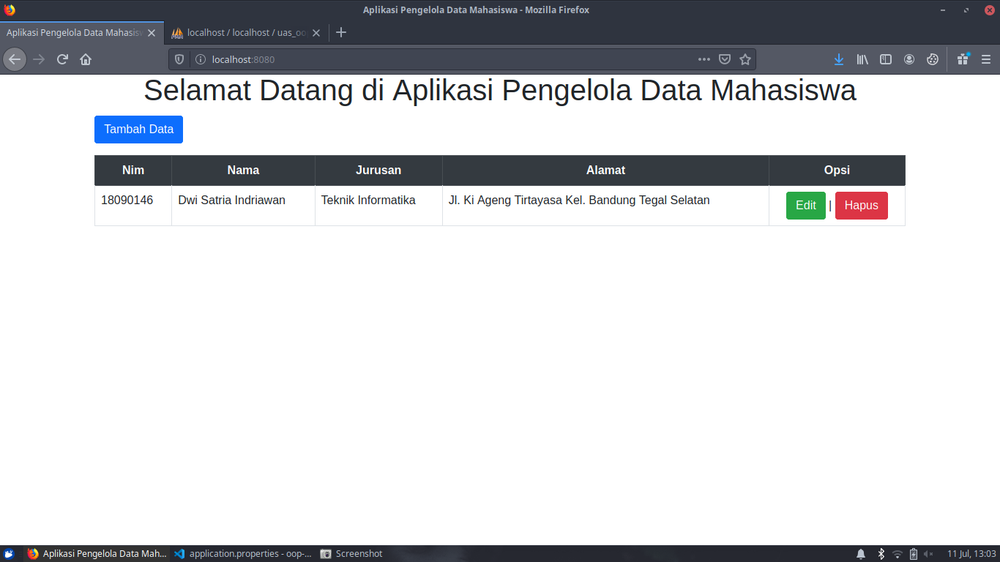 Aplikasi Pengelola Data Mahasiswa - Mozilla Firefox
Aplikasi Pengelola Data Mahasisw
localhost / localhost / uas_oo
localhost:8080
Selamat Datang di Aplikasi Pengelola Data Mahasiswa
Tambah Data
Nim Nama Jurusan Alamat Opsi
18090146 Dwi Satria Indriawan Teknik Informatika Jl. Ki Ageng Tirtayasa Kel. Bandung Tegal Selatan Edit | Hapus
Aplikasi Pengelola Data Mah... application.properties - oop-... Screenshot 11 Jul, 13:03